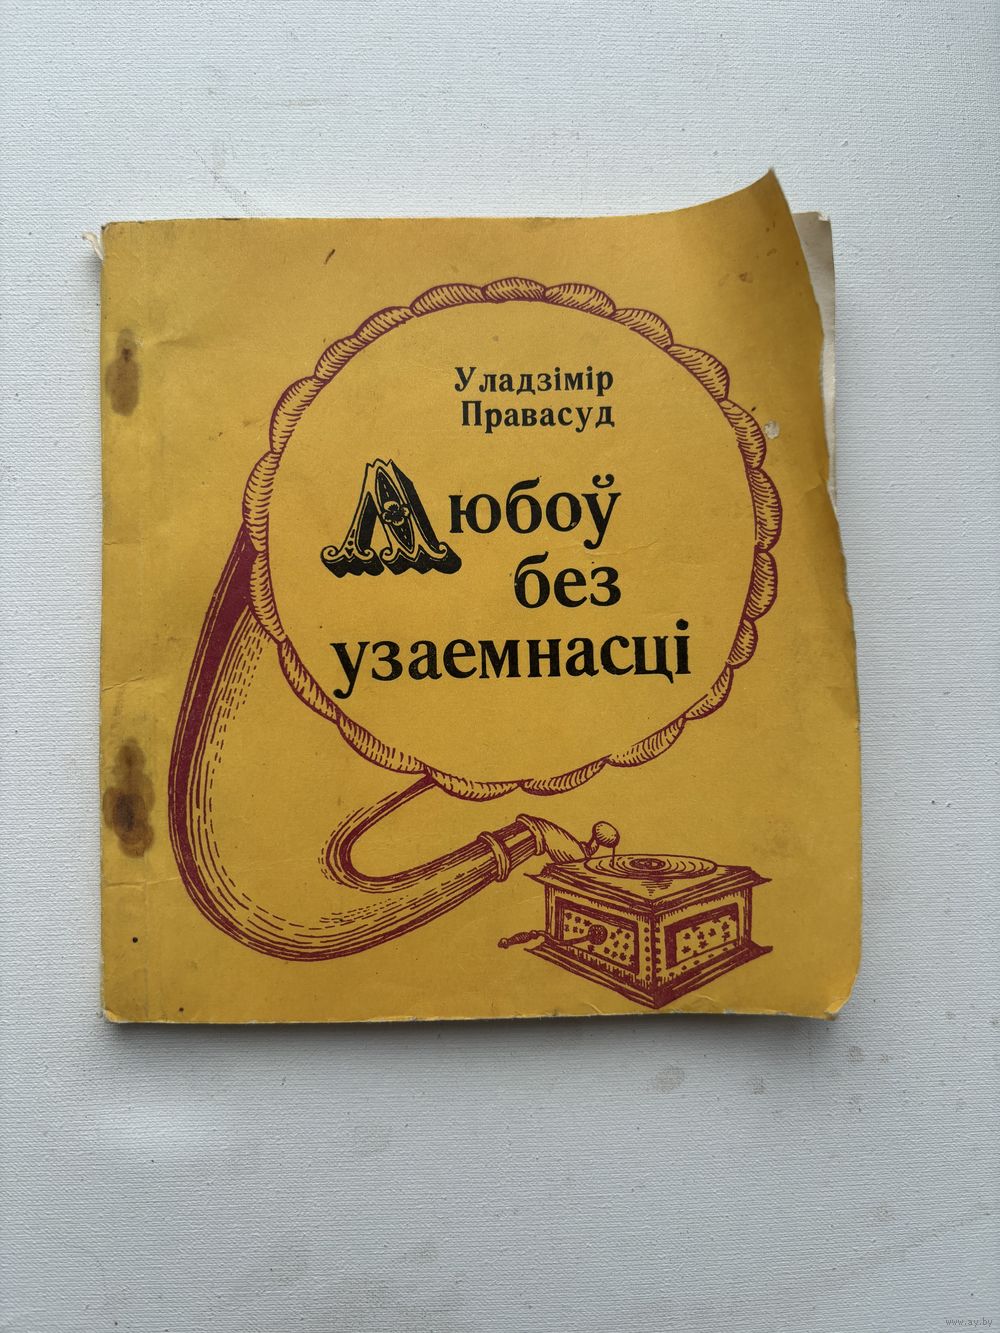 Уладзімір
Правасуд
Любоў
без
узаемнасці
www.ay.by